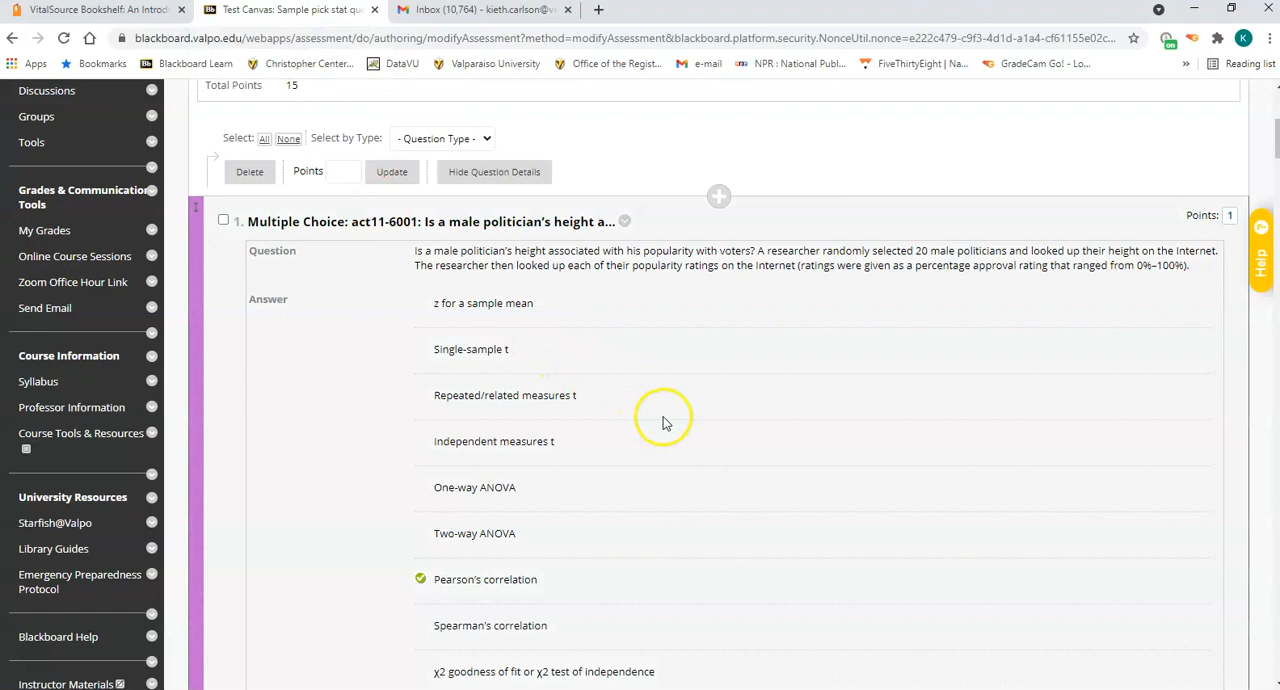 VitalSource Bookshelf: An Introd
Test Canvas: Sample pick stat que
Inbox (10,764) - kieth.carlson@va
blackboard.valpo.edu/webapps/assessment/do/authoring/modifyAssessment?method=modifyAssessment&blackboard.platform.security.NonceUtil.nonce=e222c479-c9f3-4d1d-a1a4-cf61155e02c...
on
K
Apps
Bookmarks
Bb Blackboard Learn
Christopher Center...
DataVU
Valparaiso University
Office of the Regist...
e-mail
NPR : National Publ...
FiveThirtyEight | Na...
GradeCam Go! - Lo...
»
Reading list
Discussions
Groups
Tools
Grades & Communication Tools
My Grades
Online Course Sessions
Zoom Office Hour Link
Send Email
Course Information
Syllabus
Professor Information
Course Tools & Resources
University Resources
Starfish@Valpo
Library Guides
Emergency Preparedness
Protocol
Blackboard Help
Instructor Materials
Total Points 15
Select: All None Select by Type: - Question Type -
Delete Points Update Hide Question Details
1. Multiple Choice: act11-6001: Is a male politician’s height a...
Points: 1
Question
Is a male politician’s height associated with his popularity with voters? A researcher randomly selected 20 male politicians and looked up their height on the Internet.
The researcher then looked up each of their popularity ratings on the Internet (ratings were given as a percentage approval rating that ranged from 0%–100%).
Answer
z for a sample mean
Single-sample t
Repeated/related measures t
Independent measures t
One-way ANOVA
Two-way ANOVA
Pearson’s correlation
Spearman’s correlation
χ2 goodness of fit or χ2 test of independence
Help